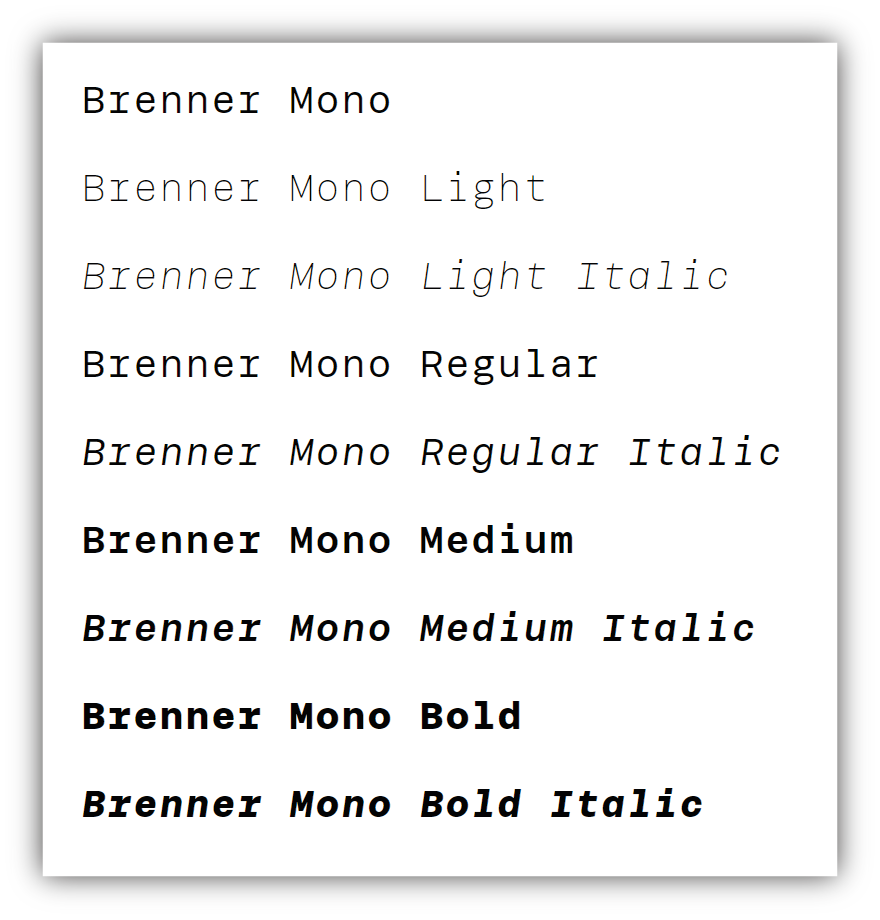 Brenner Mono
Brenner Mono Light
Brenner Mono Light Italic
Brenner Mono Regular
Brenner Mono Regular Italic
Brenner Mono Medium
Brenner Mono Medium Italic
Brenner Mono Bold
Brenner Mono Bold Italic